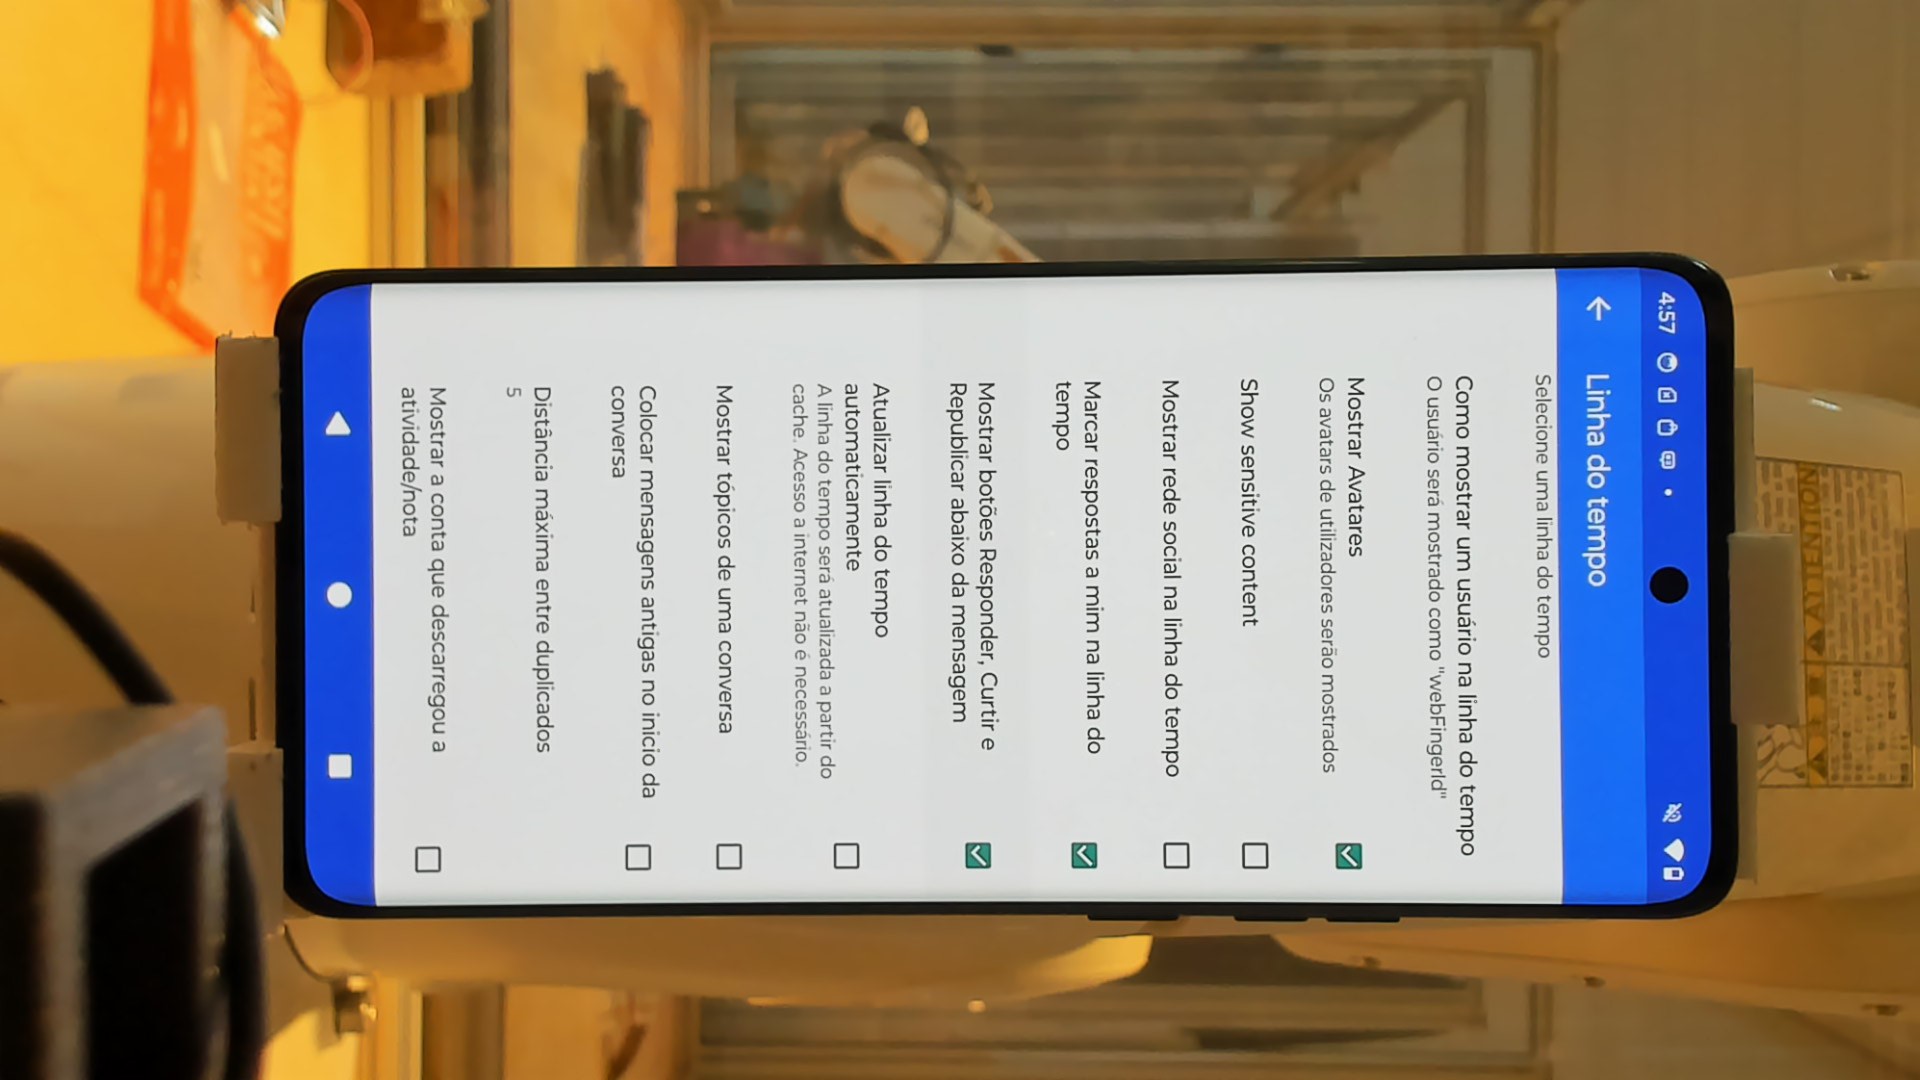 4:57
Linha do tempo
Selecione uma linha do tempo
Como mostrar um usuário na linha do tempo
O usuário será mostrado como "webFingerId"
Mostrar Avatares
Os avatars de utilizadores serão mostrados
Show sensitive content
Mostrar rede social na linha do tempo
Marcar respostas a mim na linha do
tempo
Mostrar botões Responder, Curtir e
Republicar abaixo da mensagem
Atualizar linha do tempo
automaticamente
A linha do tempo será atualizada a partir do
cache. Acesso a internet não é necessário.
Mostrar tópicos de uma conversa
Colocar mensagens antigas no inicio da
conversa
Distância máxima entre duplicados
5
Mostrar a conta que descarregou a
atividade/nota
ATTENTION